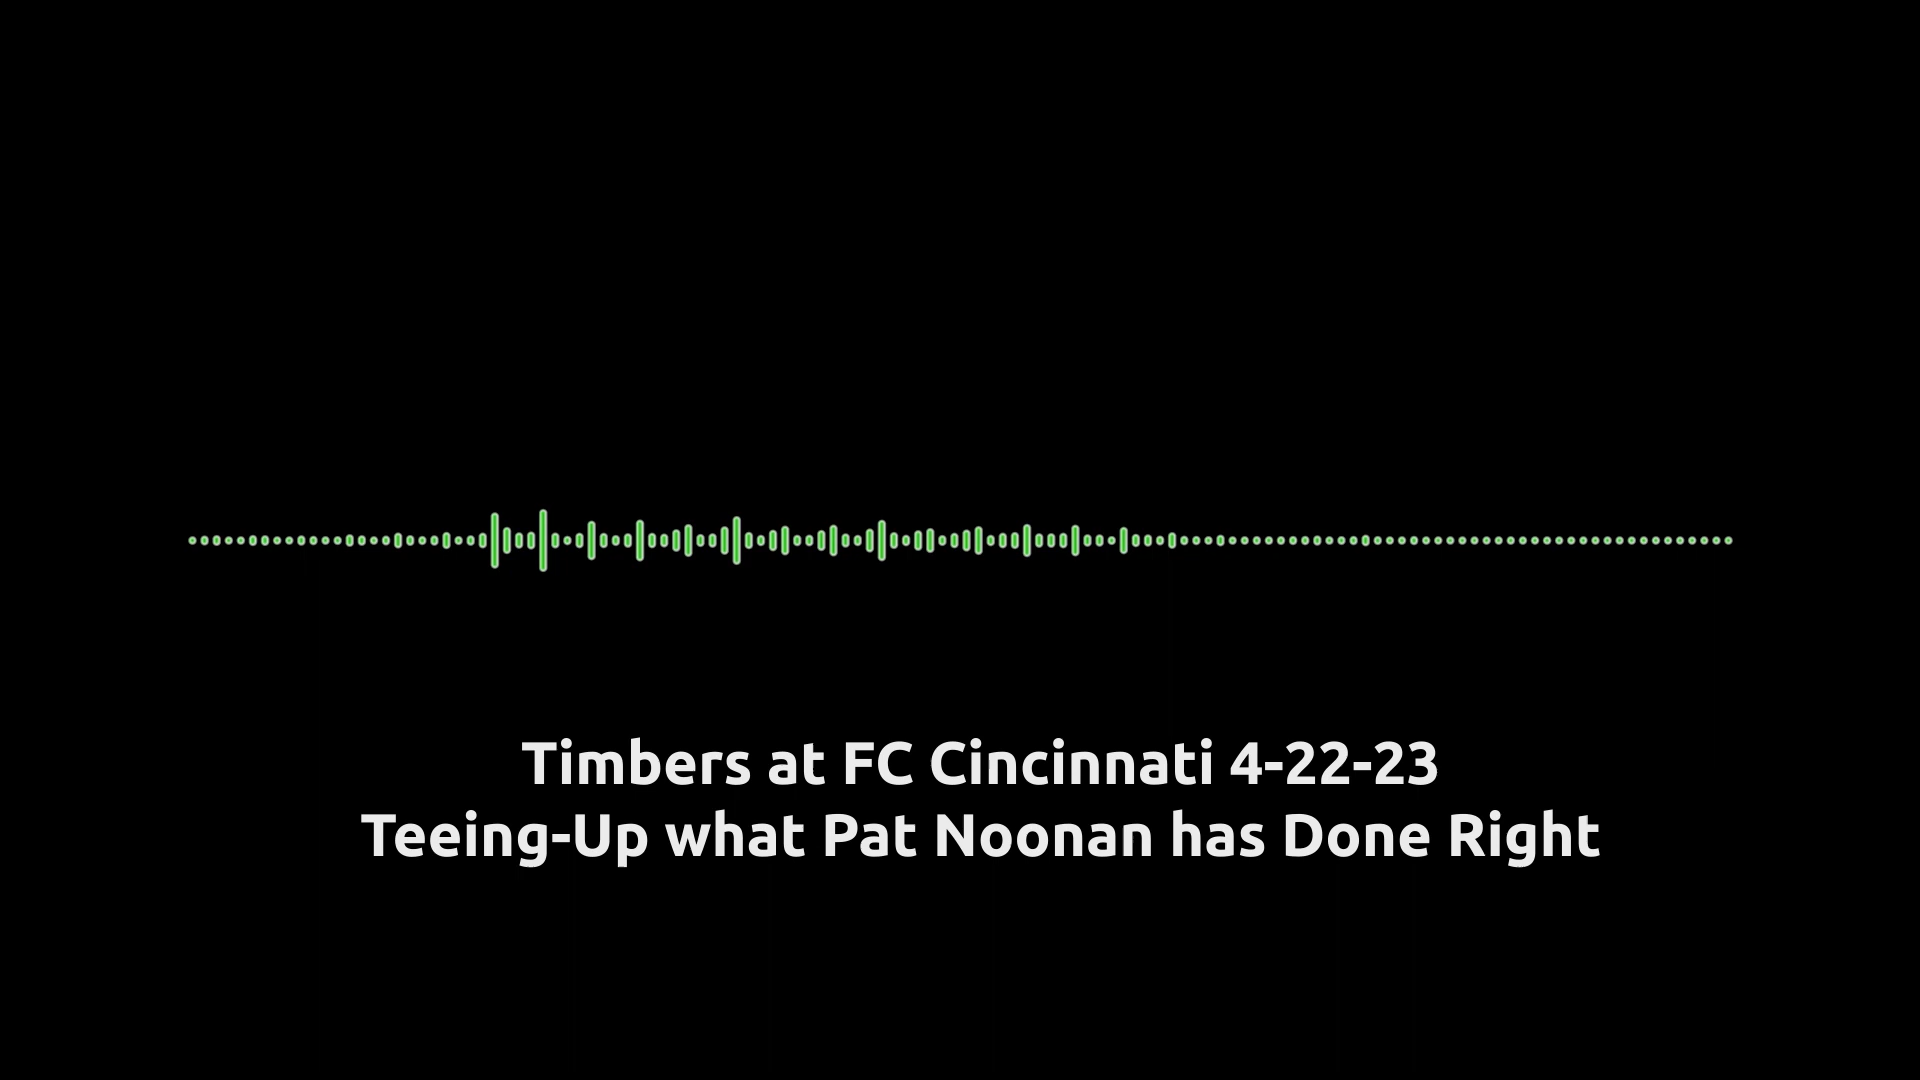 Timbers at FC Cincinnati 4-22-23
Teeing-Up what Pat Noonan has Done Right